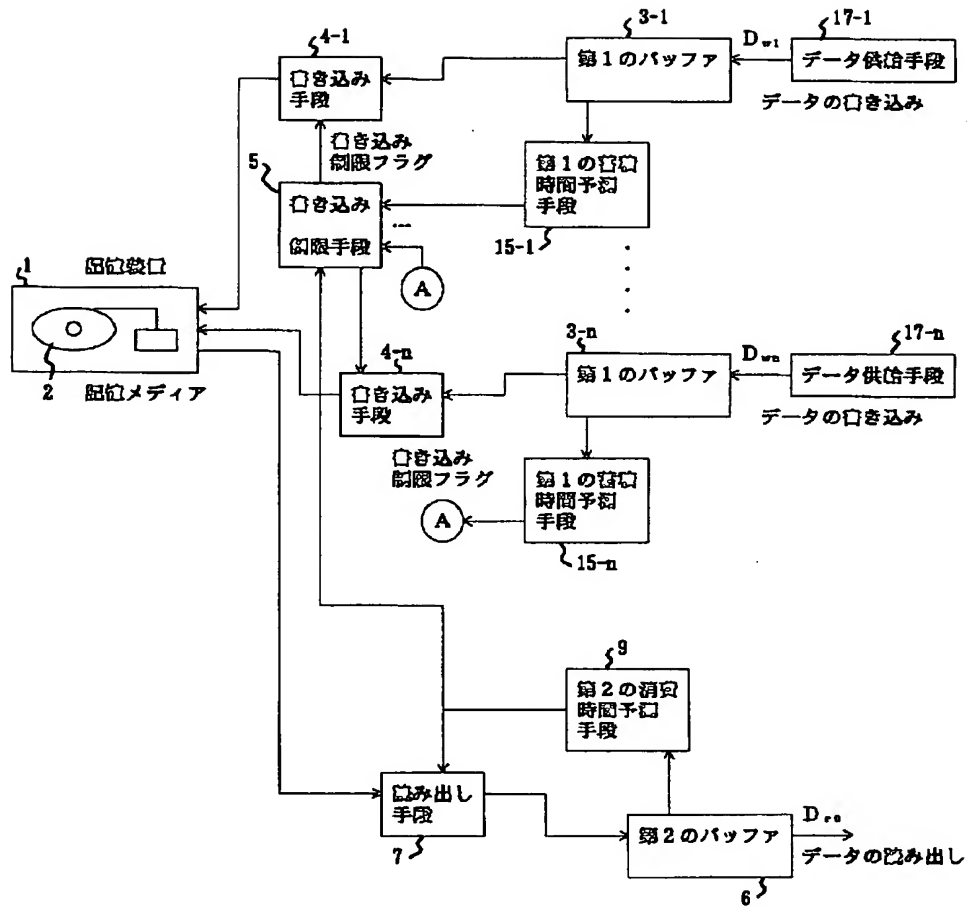 3-1
17-1
4-1
D w1
書き込み
手段
第1のバッファ
データ供給手段
データの書き込み
書き込み
制限フラグ
5
第1の蓄積
時間予測
手段
書き込み
制限手段
...
15-1
A
1
記憶装置
2
記憶メディア
3-n
17-n
4-n
D wn
書き込み
手段
第1のバッファ
データ供給手段
データの書き込み
書き込み
制限フラグ
第1の蓄積
時間予測
手段
A
15-n
9
第2の消費
時間予測
手段
読み出し
手段
7
第2のバッファ
データの読み出し
6